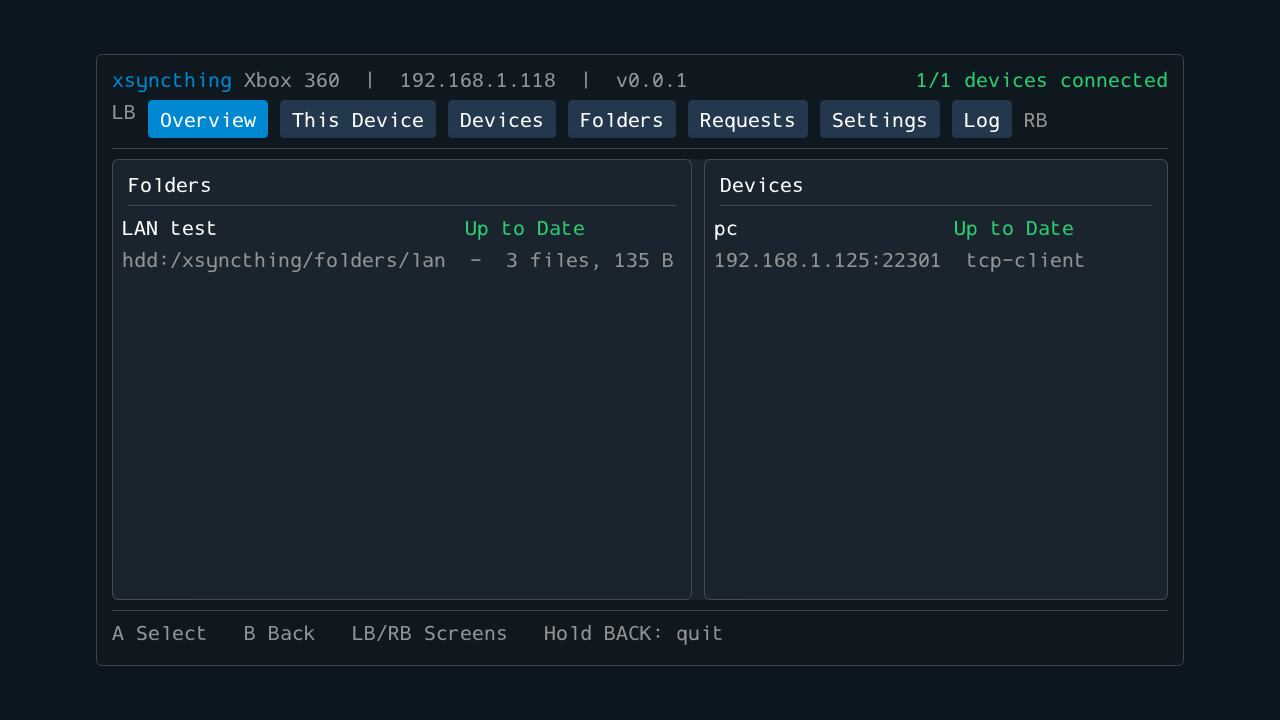 xsyncthing Xbox 360 | 192.168.1.118 | v0.0.1 1/1 devices connected
LB Overview This Device Devices Folders Requests Settings Log RB
Folders
LAN test Up to Date
hdd:/xsyncthing/folders/lan - 3 files, 135 B
Devices
pc Up to Date
192.168.1.125:22301 tcp-client
A Select B Back LB/RB Screens Hold BACK: quit